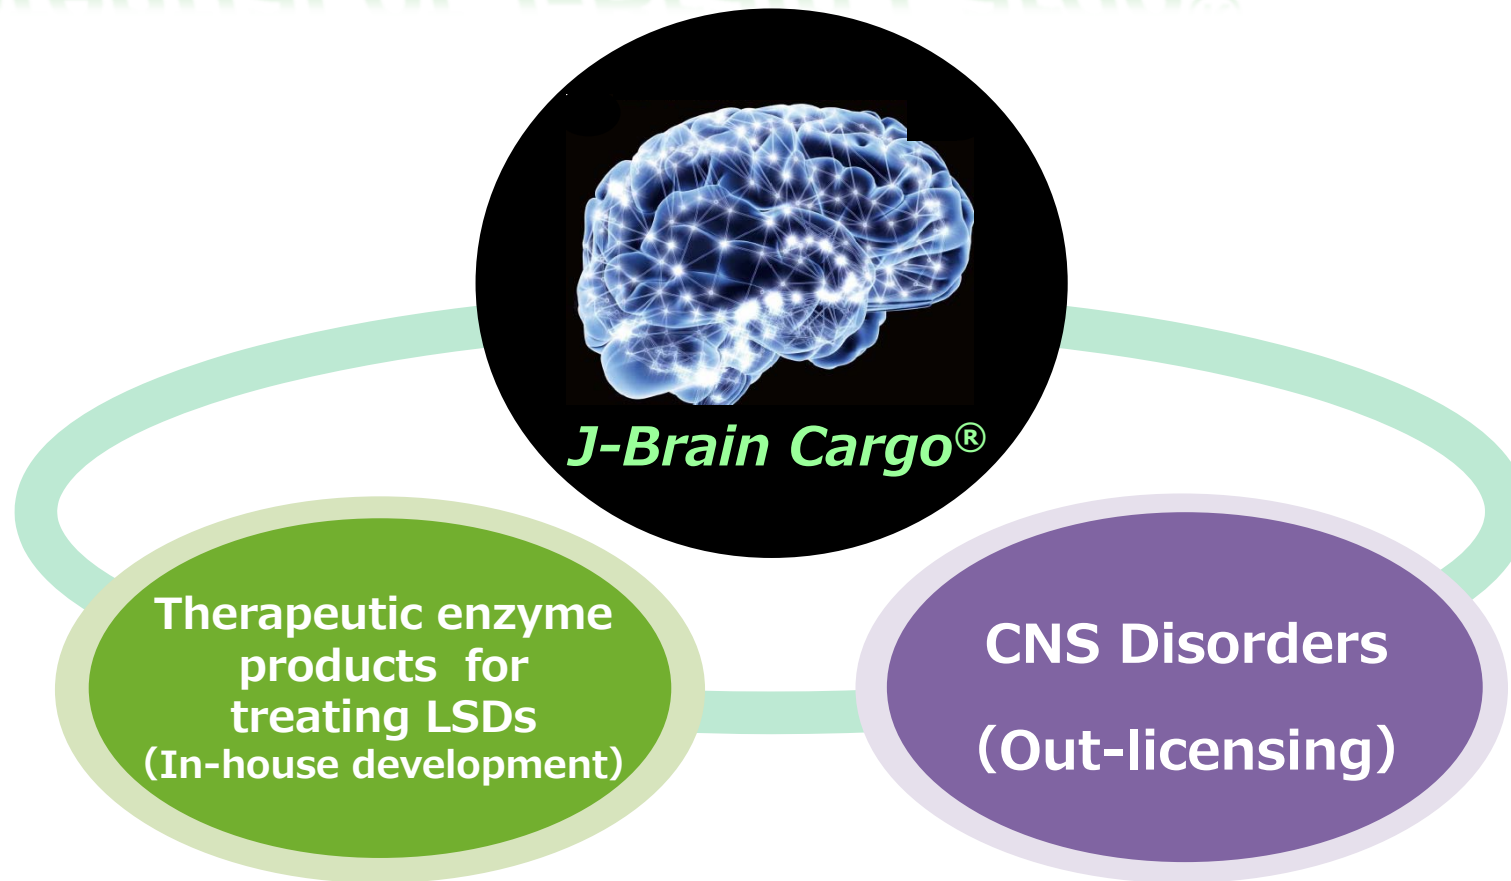 J-Brain Cargo®
Therapeutic enzyme
products for
treating LSDs
(In-house development)
CNS Disorders
(Out-licensing)